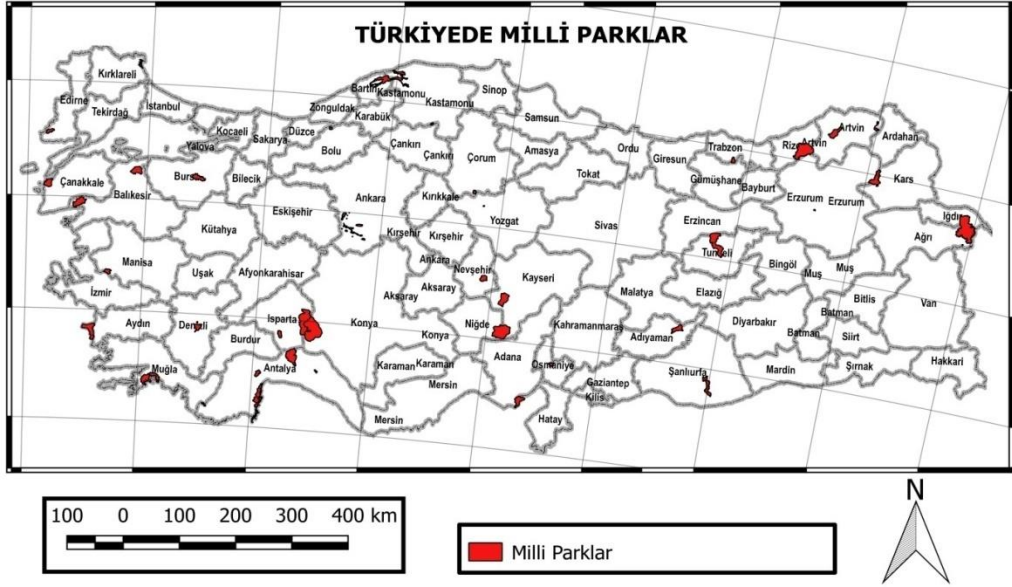 TÜRKİYEDE MİLLİ PARKLAR
Kırklareli
Edirne
Tekirdağ
İstanbul
Kocaeli
Yalova
Sakarya
Düzce
Zonguldak
Bartın
Kastamonu
Kastamonu
Karabük
Sinop
Samsun
Bolu
Çankırı
Çankırı
Çorum
Amasya
Ordu
Tokat
Giresun
Trabzon
Gümüşhane
Bayburt
Rize
Artvin
Artvin
Ardahan
Kars
Erzurum
Erzurum
Iğdır
Ağrı
Çanakkale
Balıkesir
Bursa
Bilecik
Eskişehir
Ankara
Kırıkkale
Yozgat
Sivas
Erzincan
Tunceli
Bingöl
Muş
Muş
Kütahya
Kırşehir
Kırşehir
Ankara
Nevşehir
Kayseri
Malatya
Elazığ
Bitlis
Van
Manisa
Uşak
Afyonkarahisar
Aksaray
Aksaray
İzmir
Aydın
Denizli
Isparta
Burdur
Konya
Konya
Niğde
Kahramanmaraş
Adıyaman
Diyarbakır
Batman
Batman
Siirt
Muğla
Antalya
Karaman
Karaman
Mersin
Mersin
Adana
Osmaniye
Gaziantep
Kilis
Şanlıurfa
Mardin
Şırnak
Hakkari
Hatay
100 0 100 200 300 400 km
Milli Parklar
N